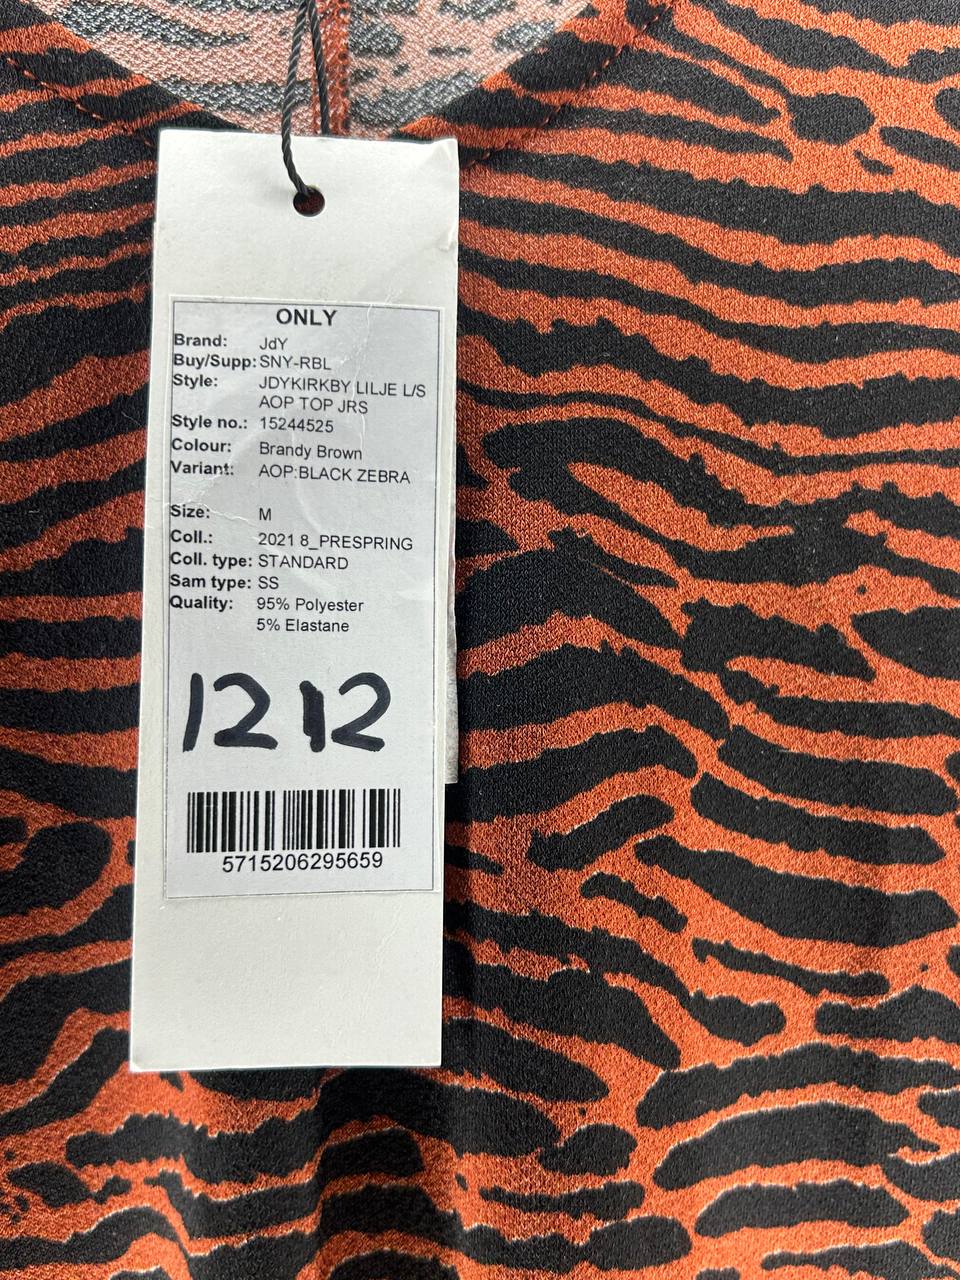 ONLY
Brand: JdY
Buy/Supp: SNY-RBL
Style: JDYKIRKBY LILJE L/S
AOP TOP JRS
Style no.: 15244525
Colour: Brandy Brown
Variant: AOP:BLACK ZEBRA
Size: M
Coll.: 2021 8_PRESPRING
Coll. type: STANDARD
Sam type: SS
Quality: 95% Polyester
5% Elastane
12 12
5715206295659